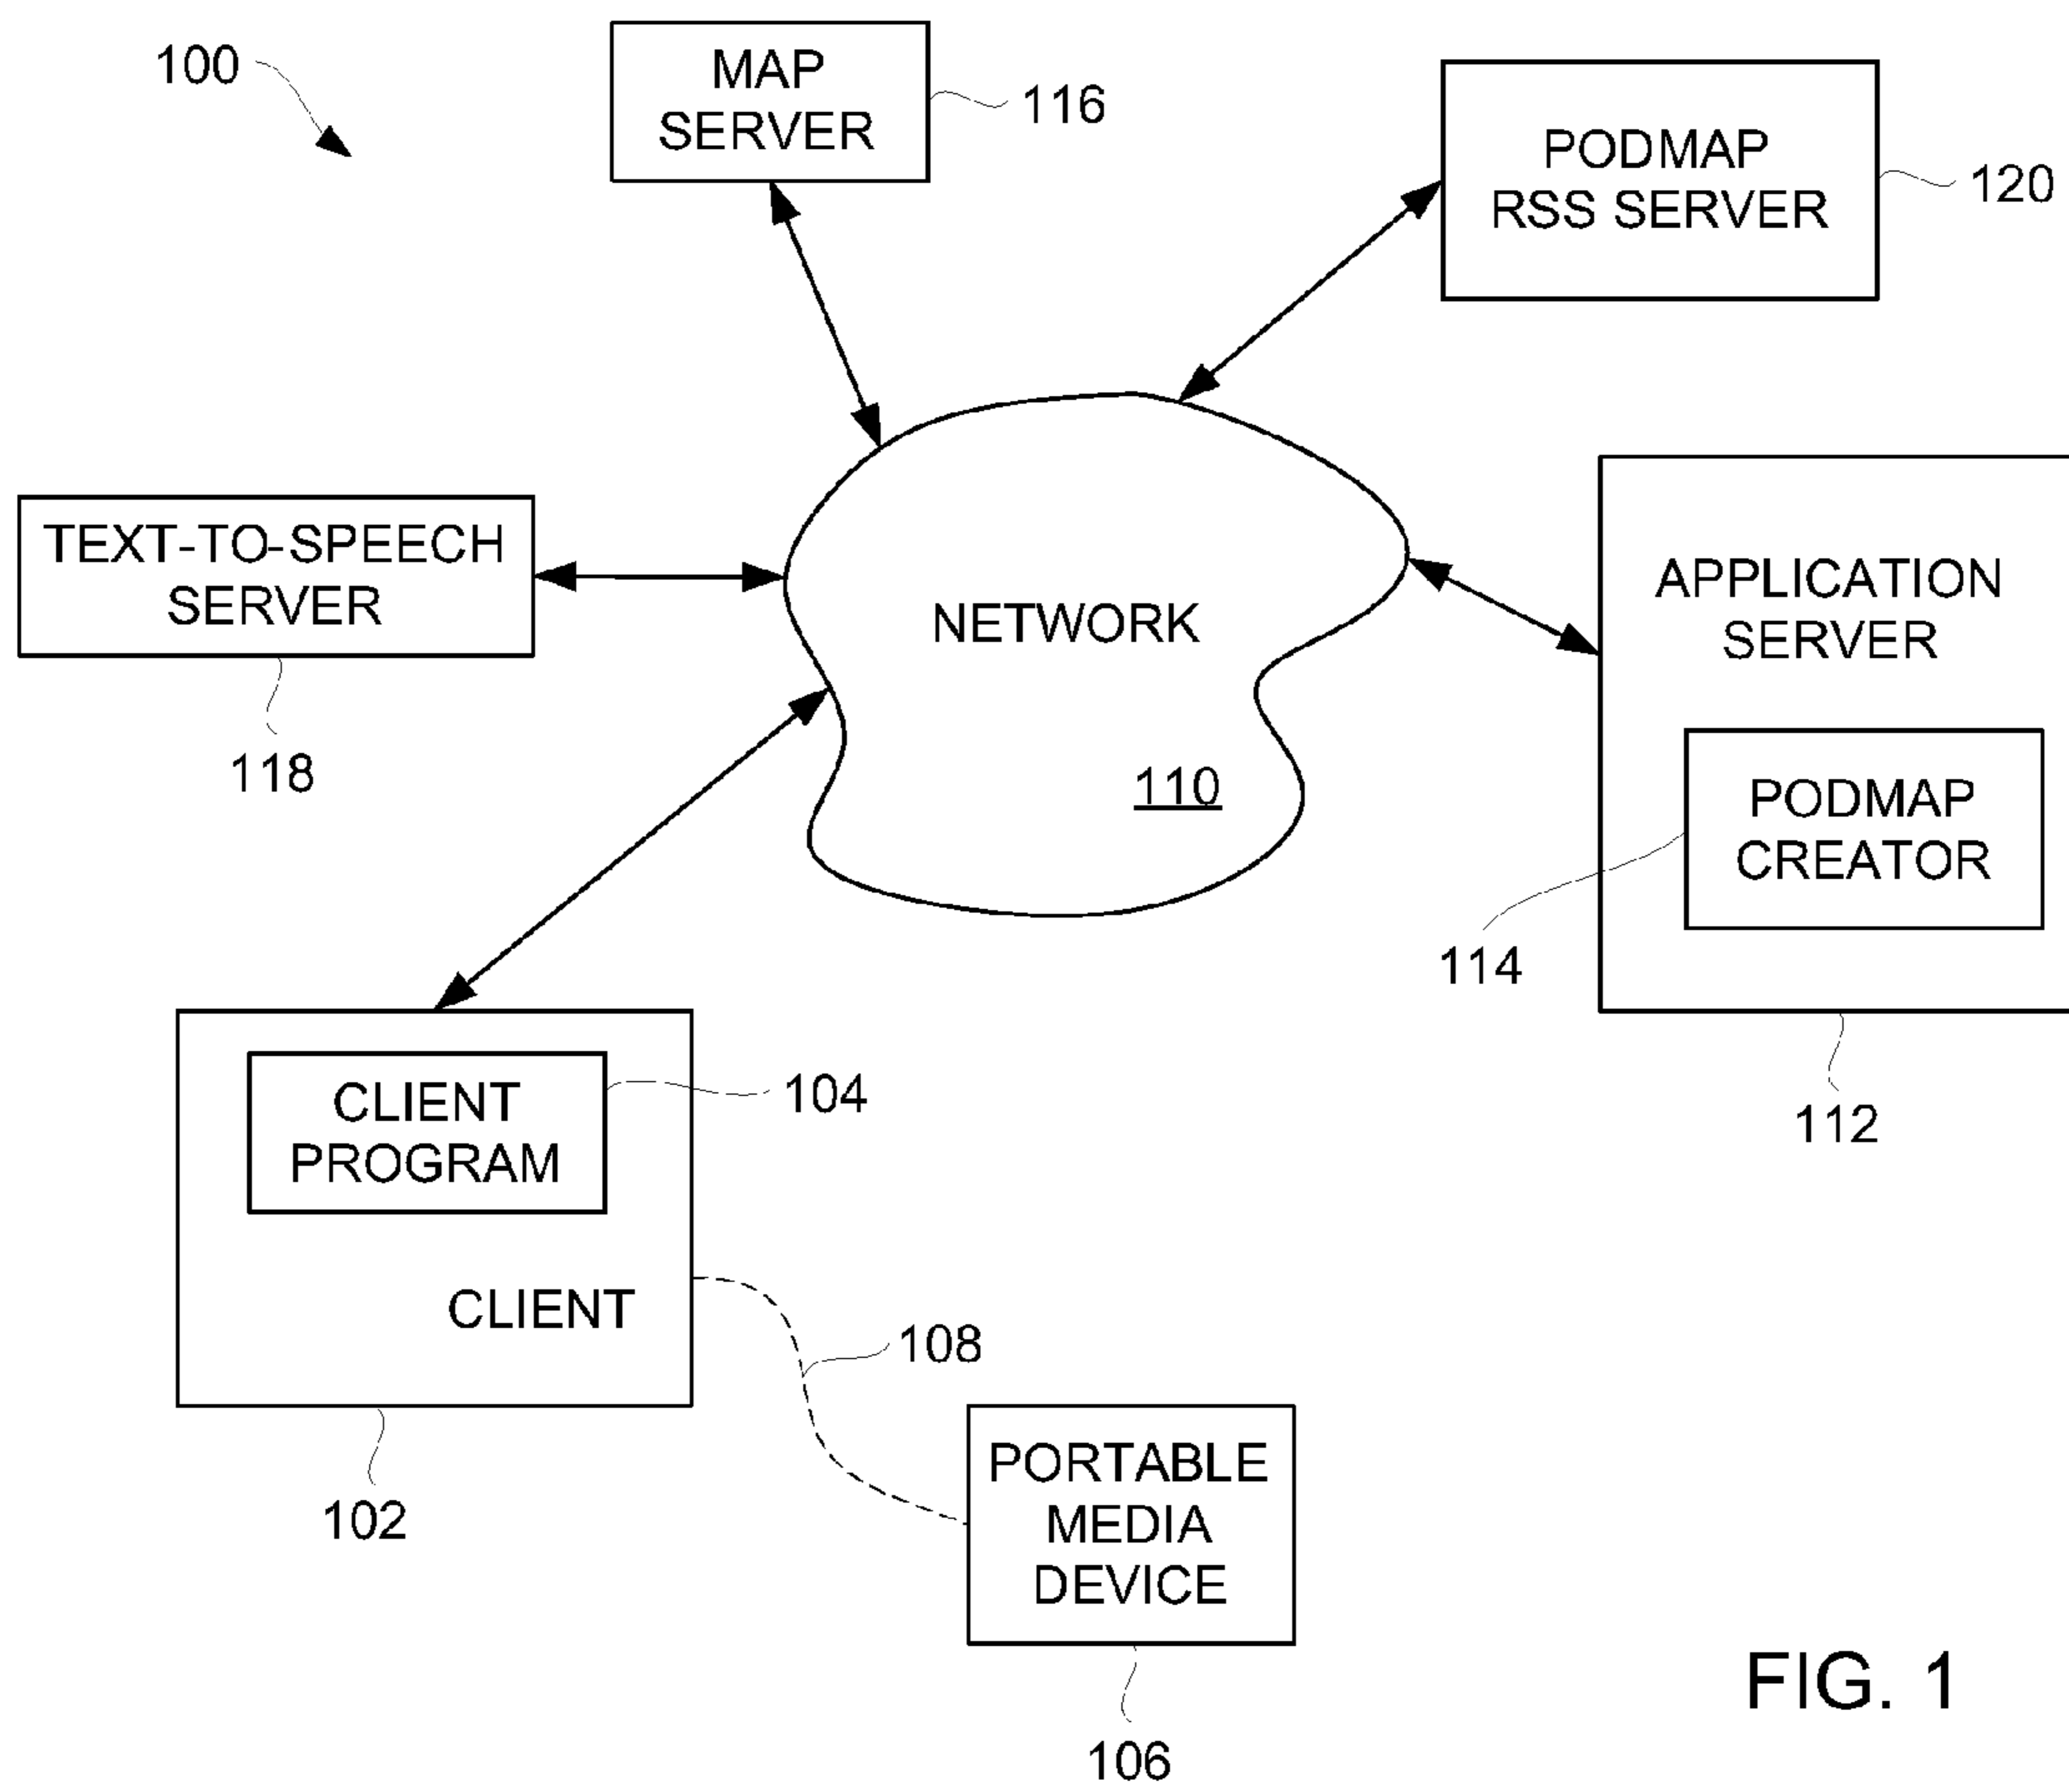 100
MAP
SERVER
116
PODMAP
RSS SERVER
120
TEXT-TO-SPEECH
SERVER
118
NETWORK
110
APPLICATION
SERVER
PODMAP
CREATOR
114
112
CLIENT
PROGRAM
104
CLIENT
102
108
PORTABLE
MEDIA
DEVICE
106
FIG. 1